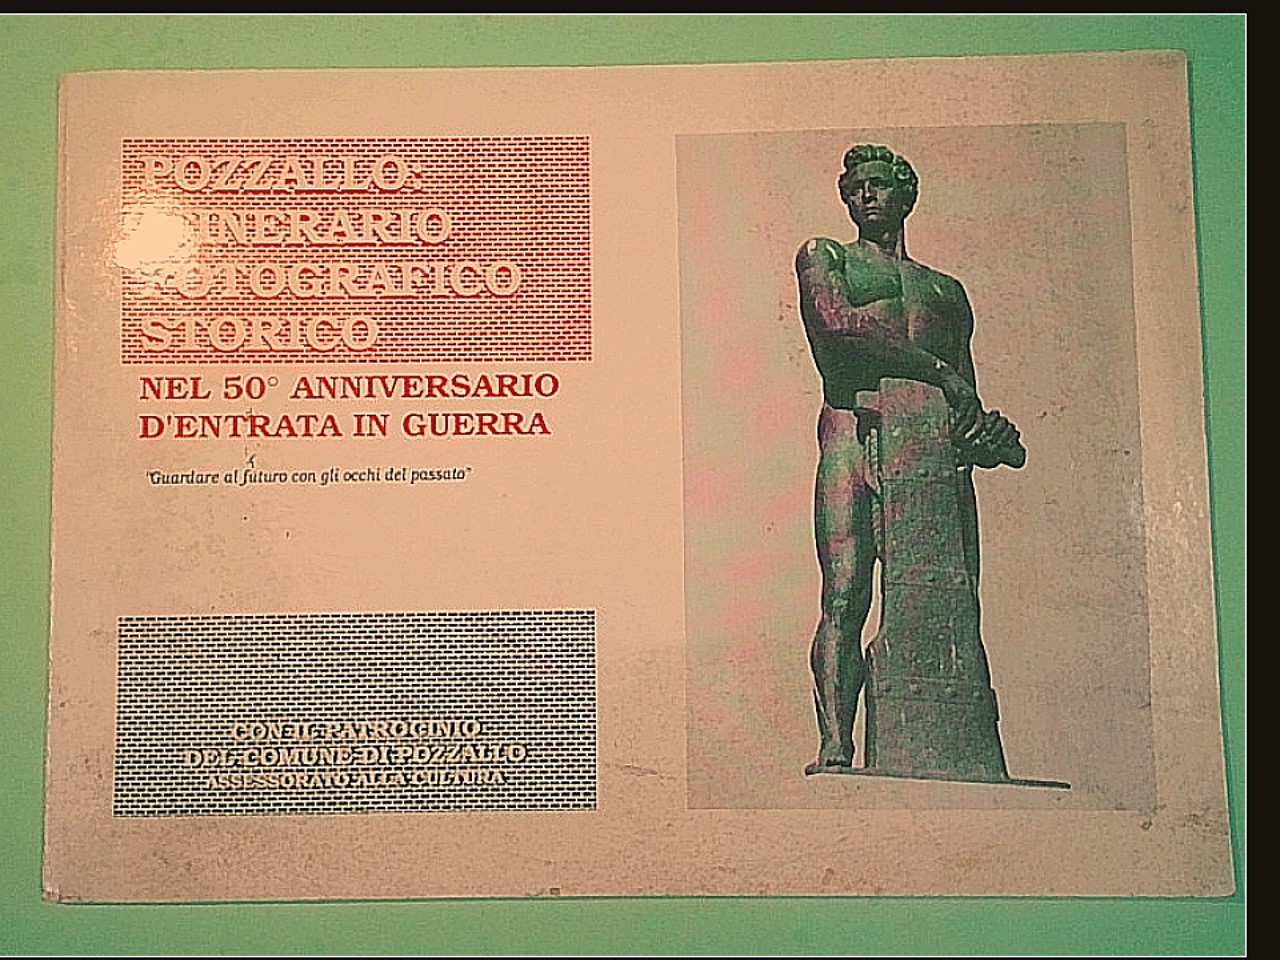 POZZALLO:
ITINERARIO
FOTOGRAFICO
STORICO
NEL 50° ANNIVERSARIO
D'ENTRATA IN GUERRA
"Guardare al futuro con gli occhi del passato"
CON IL PATROCINIO
DEL COMUNE DI POZZALLO
ASSESSORATO ALLA CULTURA